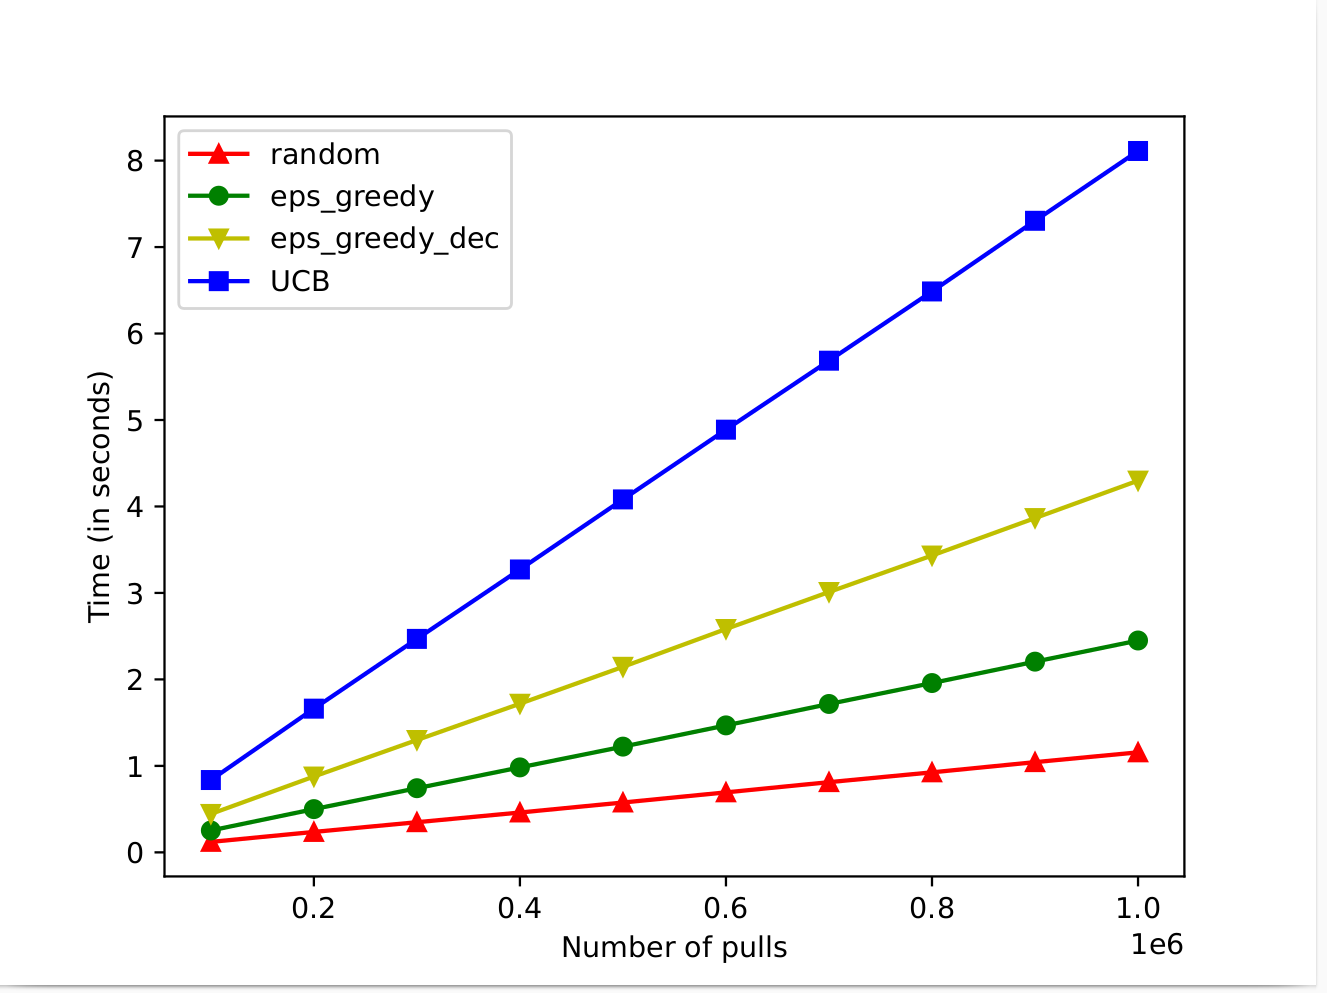 random
eps_greedy
eps_greedy_dec
UCB
8
7
6
5
4
3
2
1
0
Time (in seconds)
0.2 0.4 0.6 0.8 1.0
Number of pulls
1e6